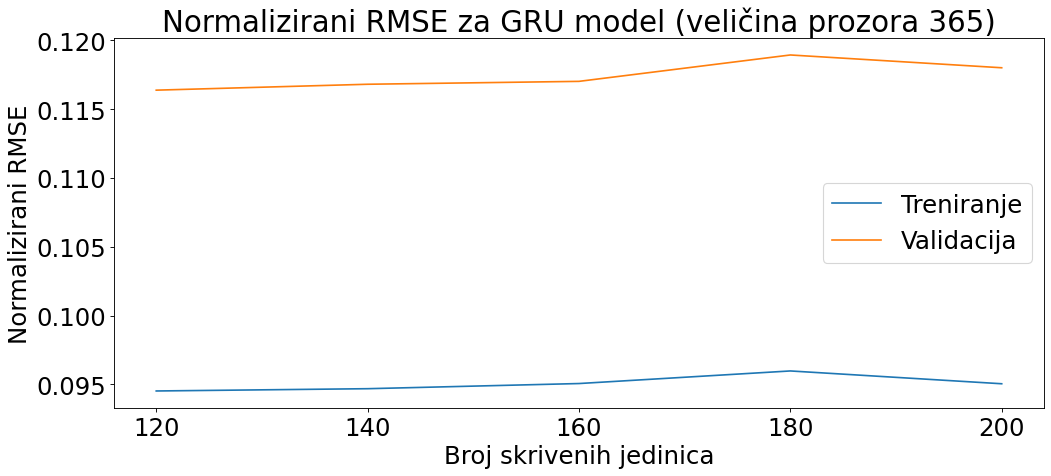 Normalizirani RMSE za GRU model (veličina prozora 365)
Normalizirani RMSE
0.120
0.115
0.110
0.105
0.100
0.095
Treniranje
Validacija
120 140 160 180 200
Broj skrivenih jedinica